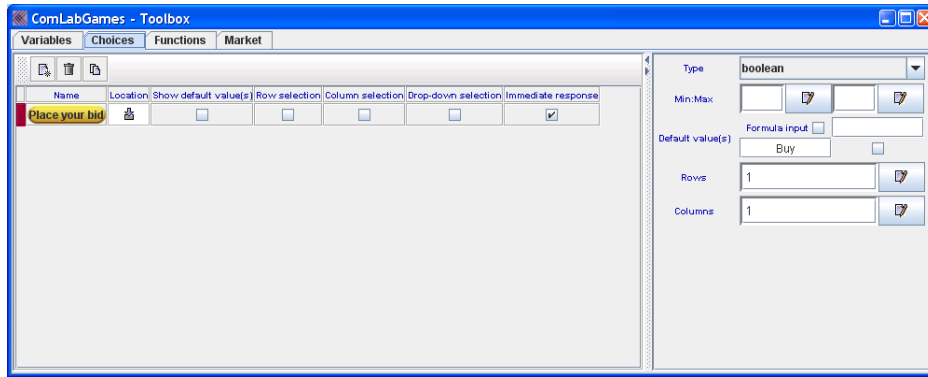 ComLabGames - Toolbox
Variables Choices Functions Market
Name Location Show default value(s) Row selection Column selection Drop-down selection Immediate response
Place your bid
Type boolean
Min:Max
Default value(s) Formula input
Buy
Rows 1
Columns 1